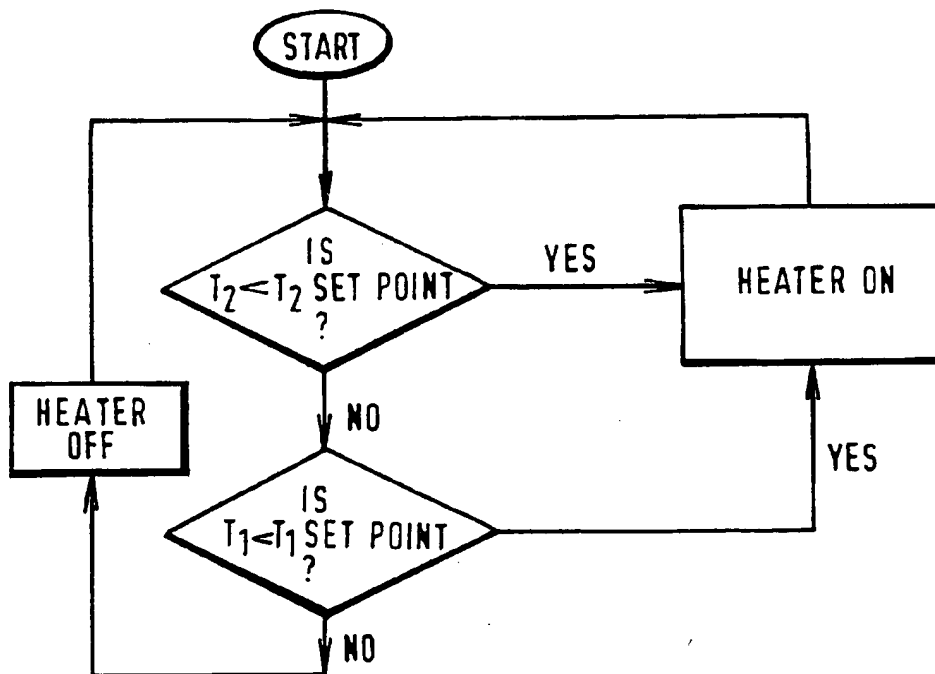 START
IS
T₂<T₂ SET POINT
?
YES
HEATER ON
HEATER
OFF
NO
YES
IS
T₁<T₁ SET POINT
?
NO